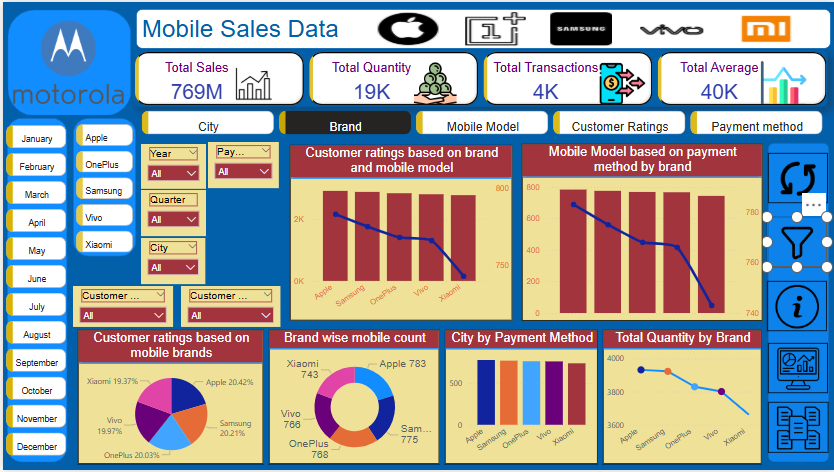 Mobile Sales Data
SAMSUNG
vivo
motorola
Total Sales
769M
Total Quantity
19K
Total Transactions
4K
Total Average
40K
City
Brand
Mobile Model
Customer Ratings
Payment method
January
February
March
April
May
June
July
August
September
October
November
December
Apple
OnePlus
Samsung
Vivo
Xiaomi
Year
All
Pay...
All
Quarter
All
City
All
Customer ...
All
Customer ...
All
Customer ratings based on brand
and mobile model
2K
0K
800
750
Apple
Samsung
OnePlus
Vivo
Xiaomi
Mobile Model based on payment
method by brand
800
600
400
200
0
780
760
740
Customer ratings based on
mobile brands
Xiaomi 19.37%
Apple 20.42%
Vivo
19.97%
Samsung
20.21%
OnePlus 20.03%
Brand wise mobile count
Xiaomi
743
Apple 783
Vivo
766
Sam...
775
OnePlus
768
City by Payment Method
500
0
Apple
Samsung
OnePlus
Vivo
Xiaomi
Total Quantity by Brand
4000
3800
3600
Apple
Samsung
OnePlus
Vivo
Xiaomi